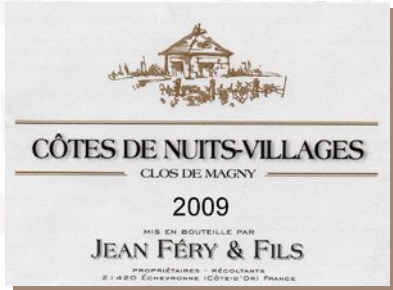 CÔTES DE NUITS-VILLAGES
CLOS DE MAGNY
2009
MIS EN BOUTEILLE PAR
JEAN FÉRY & FILS
PROPRIÉTAIRES - RÉCOLTANTS
21420 ÉCHEVRONNE (CÔTE-D'OR) FRANCE